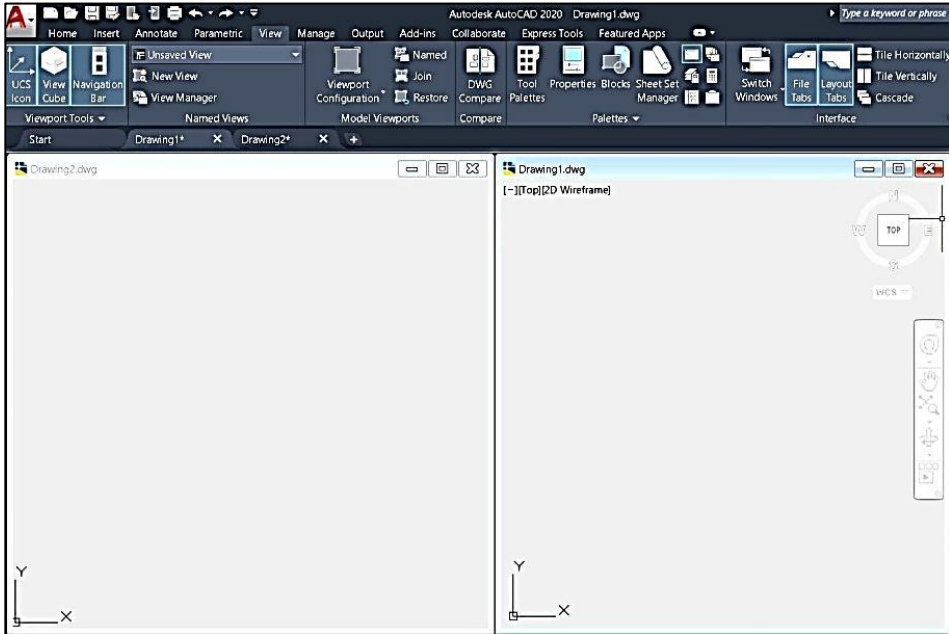 Autodesk AutoCAD 2020 Drawing1.dwg
Type a keyword or phrase
Home Insert Annotate Parametric View Manage Output Add-ins Collaborate Express Tools Featured Apps
Unsaved View
New View
View Manager
UCS Icon
View Cube
Navigation Bar
Viewport Configuration
Named
Join
Restore
DWG Compare
Tool Palettes
Properties
Blocks
Sheet Set Manager
Switch Windows
File Tabs
Layout Tabs
Tile Horizontally
Tile Vertically
Cascade
Viewport Tools Named Views Model Viewports Compare Palettes Interface
Start Drawing1* Drawing2*
Drawing2.dwg
Y
X
Drawing1.dwg
[-][Top][2D Wireframe]
N
W TOP E
S
WCS
Y
X